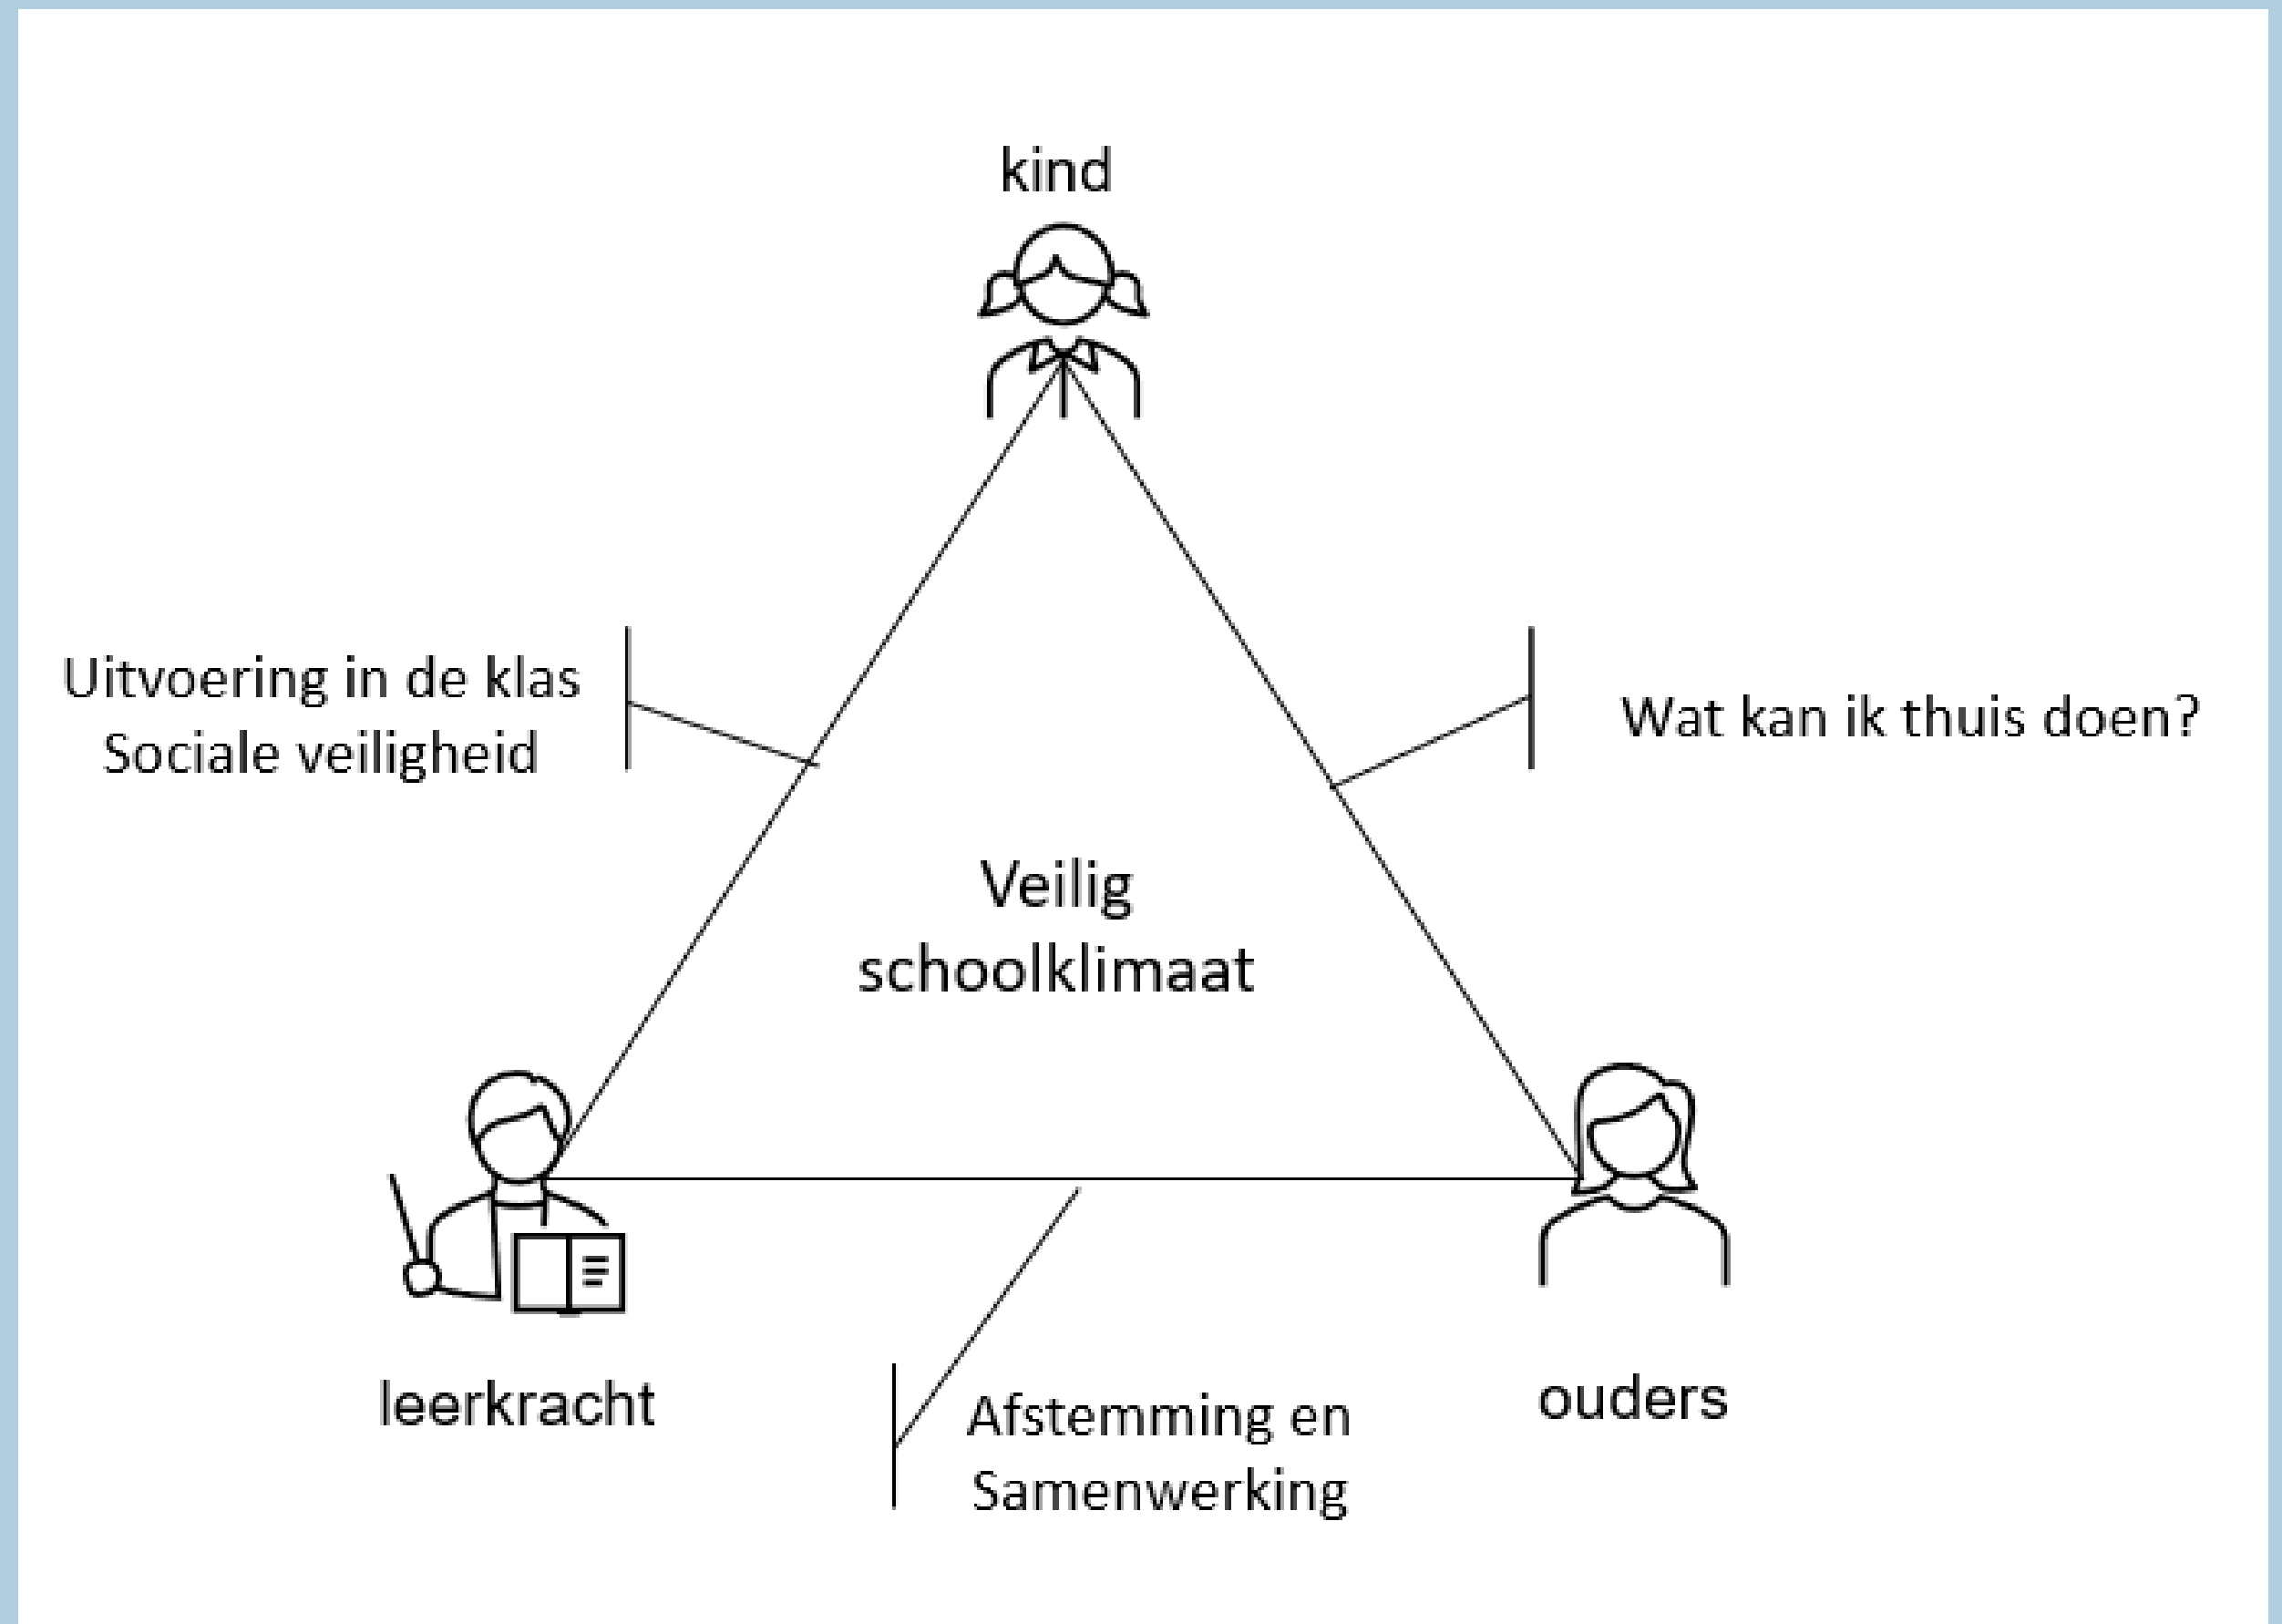 kind
Uitvoering in de klas
Sociale veiligheid
Wat kan ik thuis doen?
Veilig
schoolklimaat
leerkracht
ouders
Afstemming en
Samenwerking